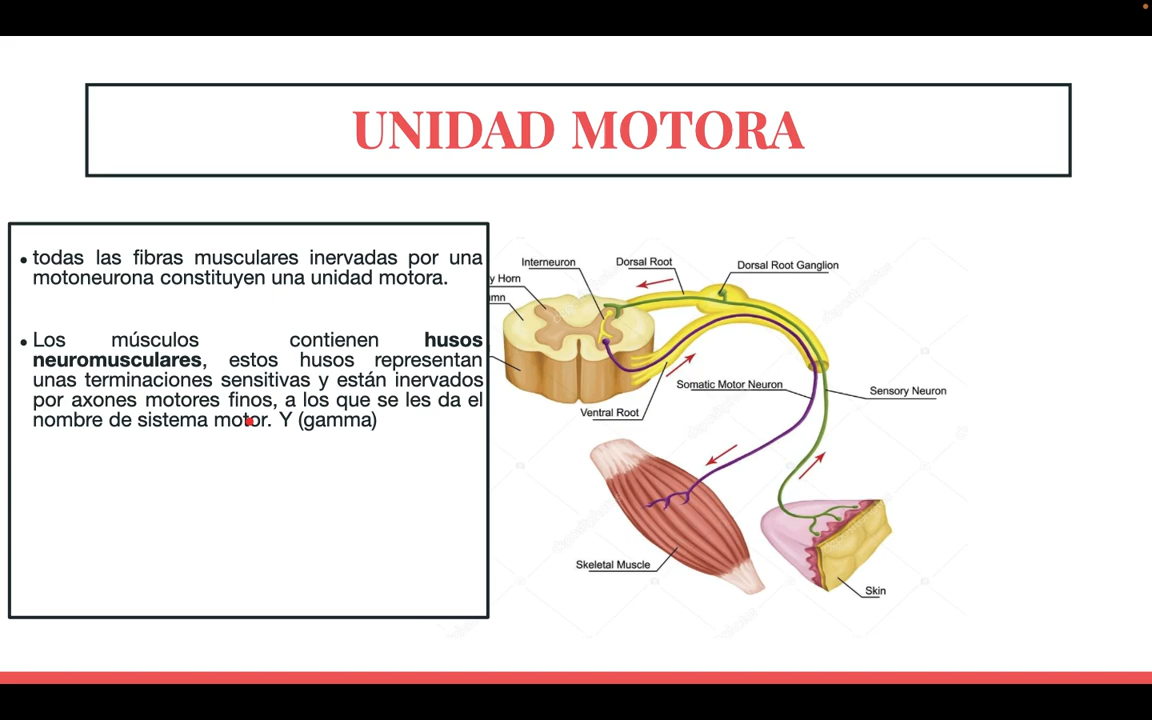 UNIDAD MOTORA
• todas las fibras musculares inervadas por una
motoneurona constituyen una unidad motora.
• Los músculos contienen husos
neuromusculares, estos husos representan
unas terminaciones sensitivas y están inervados
por axones motores finos, a los que se les da el
nombre de sistema motor. Y (gamma)
Interneuron
Dorsal Root
Dorsal Root Ganglion
y Horn
mn
Somatic Motor Neuron
Sensory Neuron
Ventral Root
Skeletal Muscle
Skin